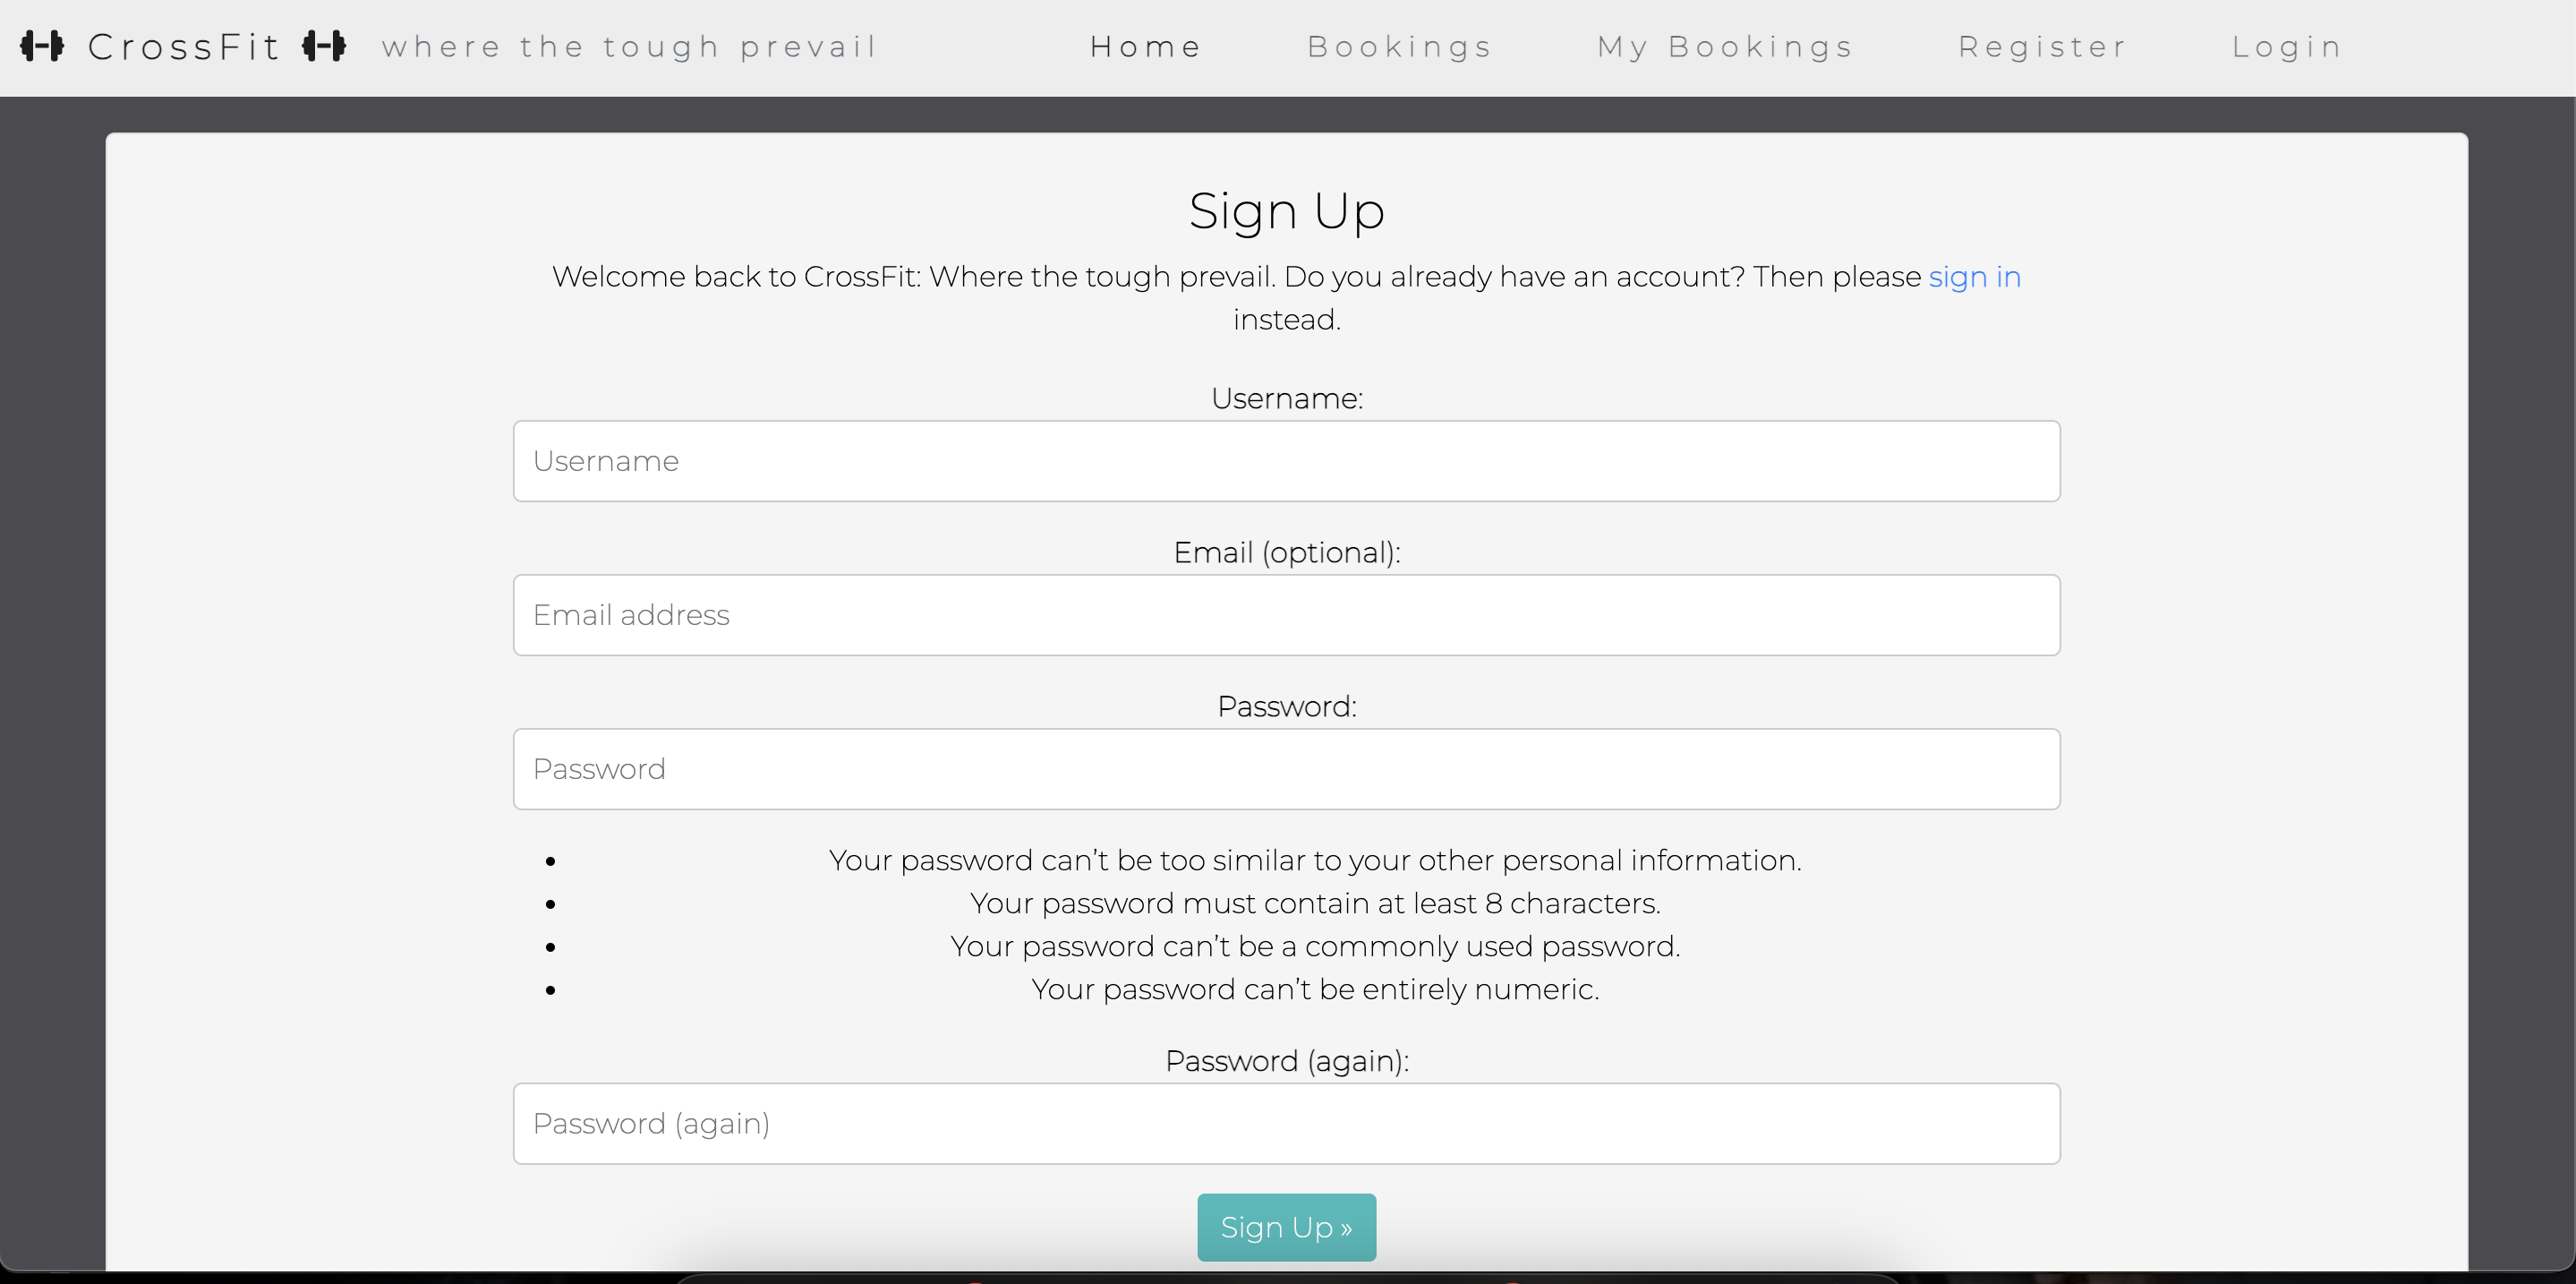 CrossFit where the tough prevail Home Bookings My Bookings Register Login
Sign Up
Welcome back to CrossFit: Where the tough prevail. Do you already have an account? Then please sign in
instead.
Username:
Username
Email (optional):
Email address
Password:
Password
• Your password can’t be too similar to your other personal information.
• Your password must contain at least 8 characters.
• Your password can’t be a commonly used password.
• Your password can’t be entirely numeric.
Password (again):
Password (again)
Sign Up »